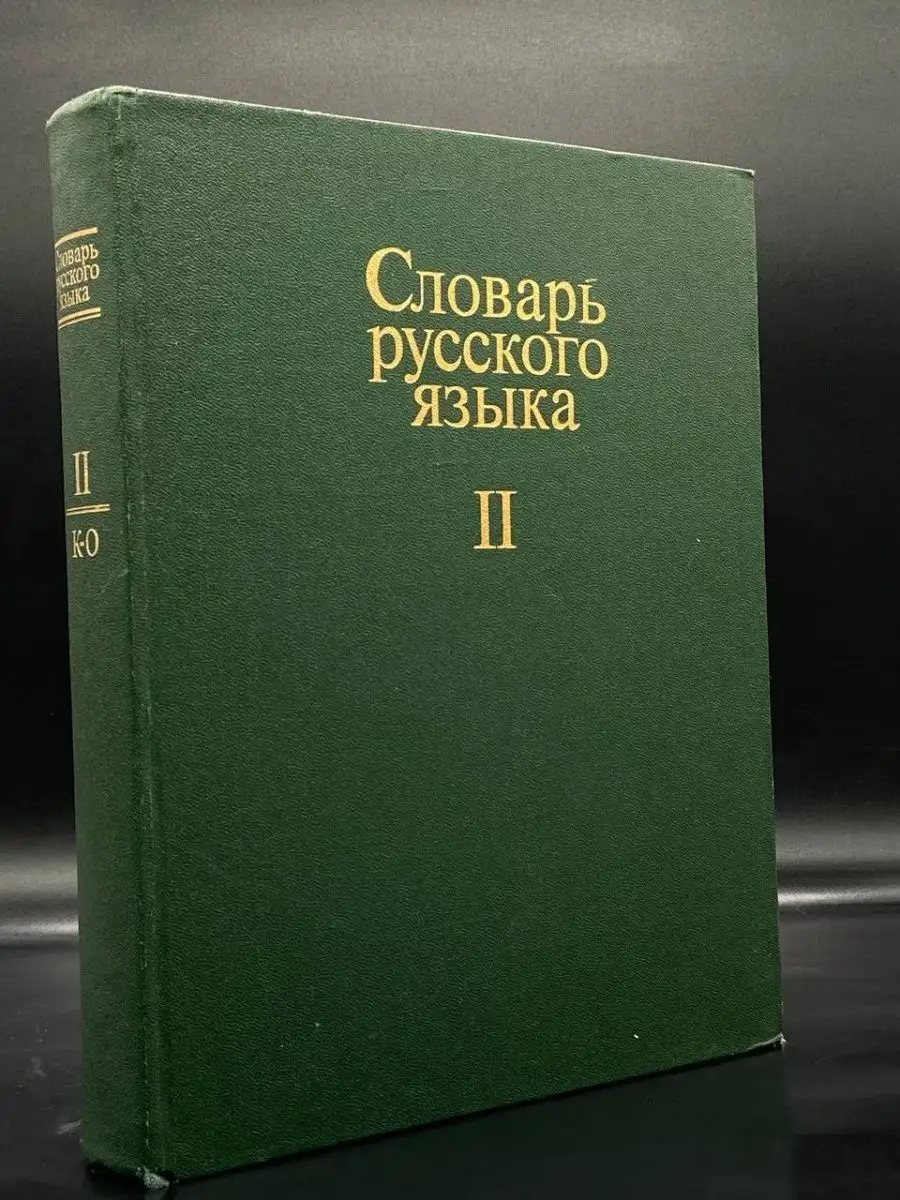 Словарь
русского
языка
II
К-О
Словарь
русского
языка
II